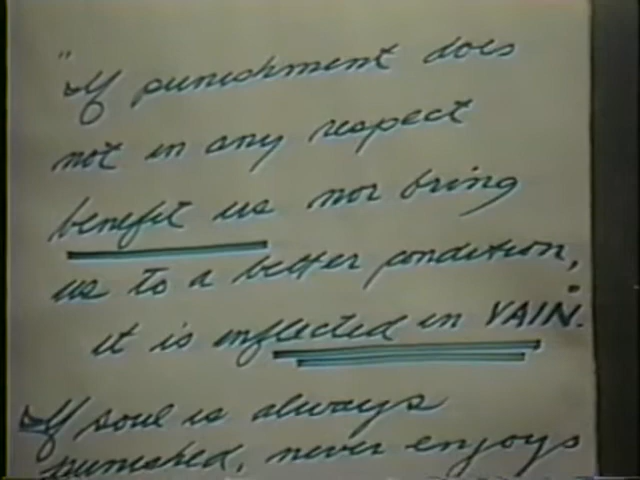 "If punishment does
not in any respect
benefit us nor bring
us to a better condition,
it is inflected in VAIN.
If soul is always
punished, never enjoys